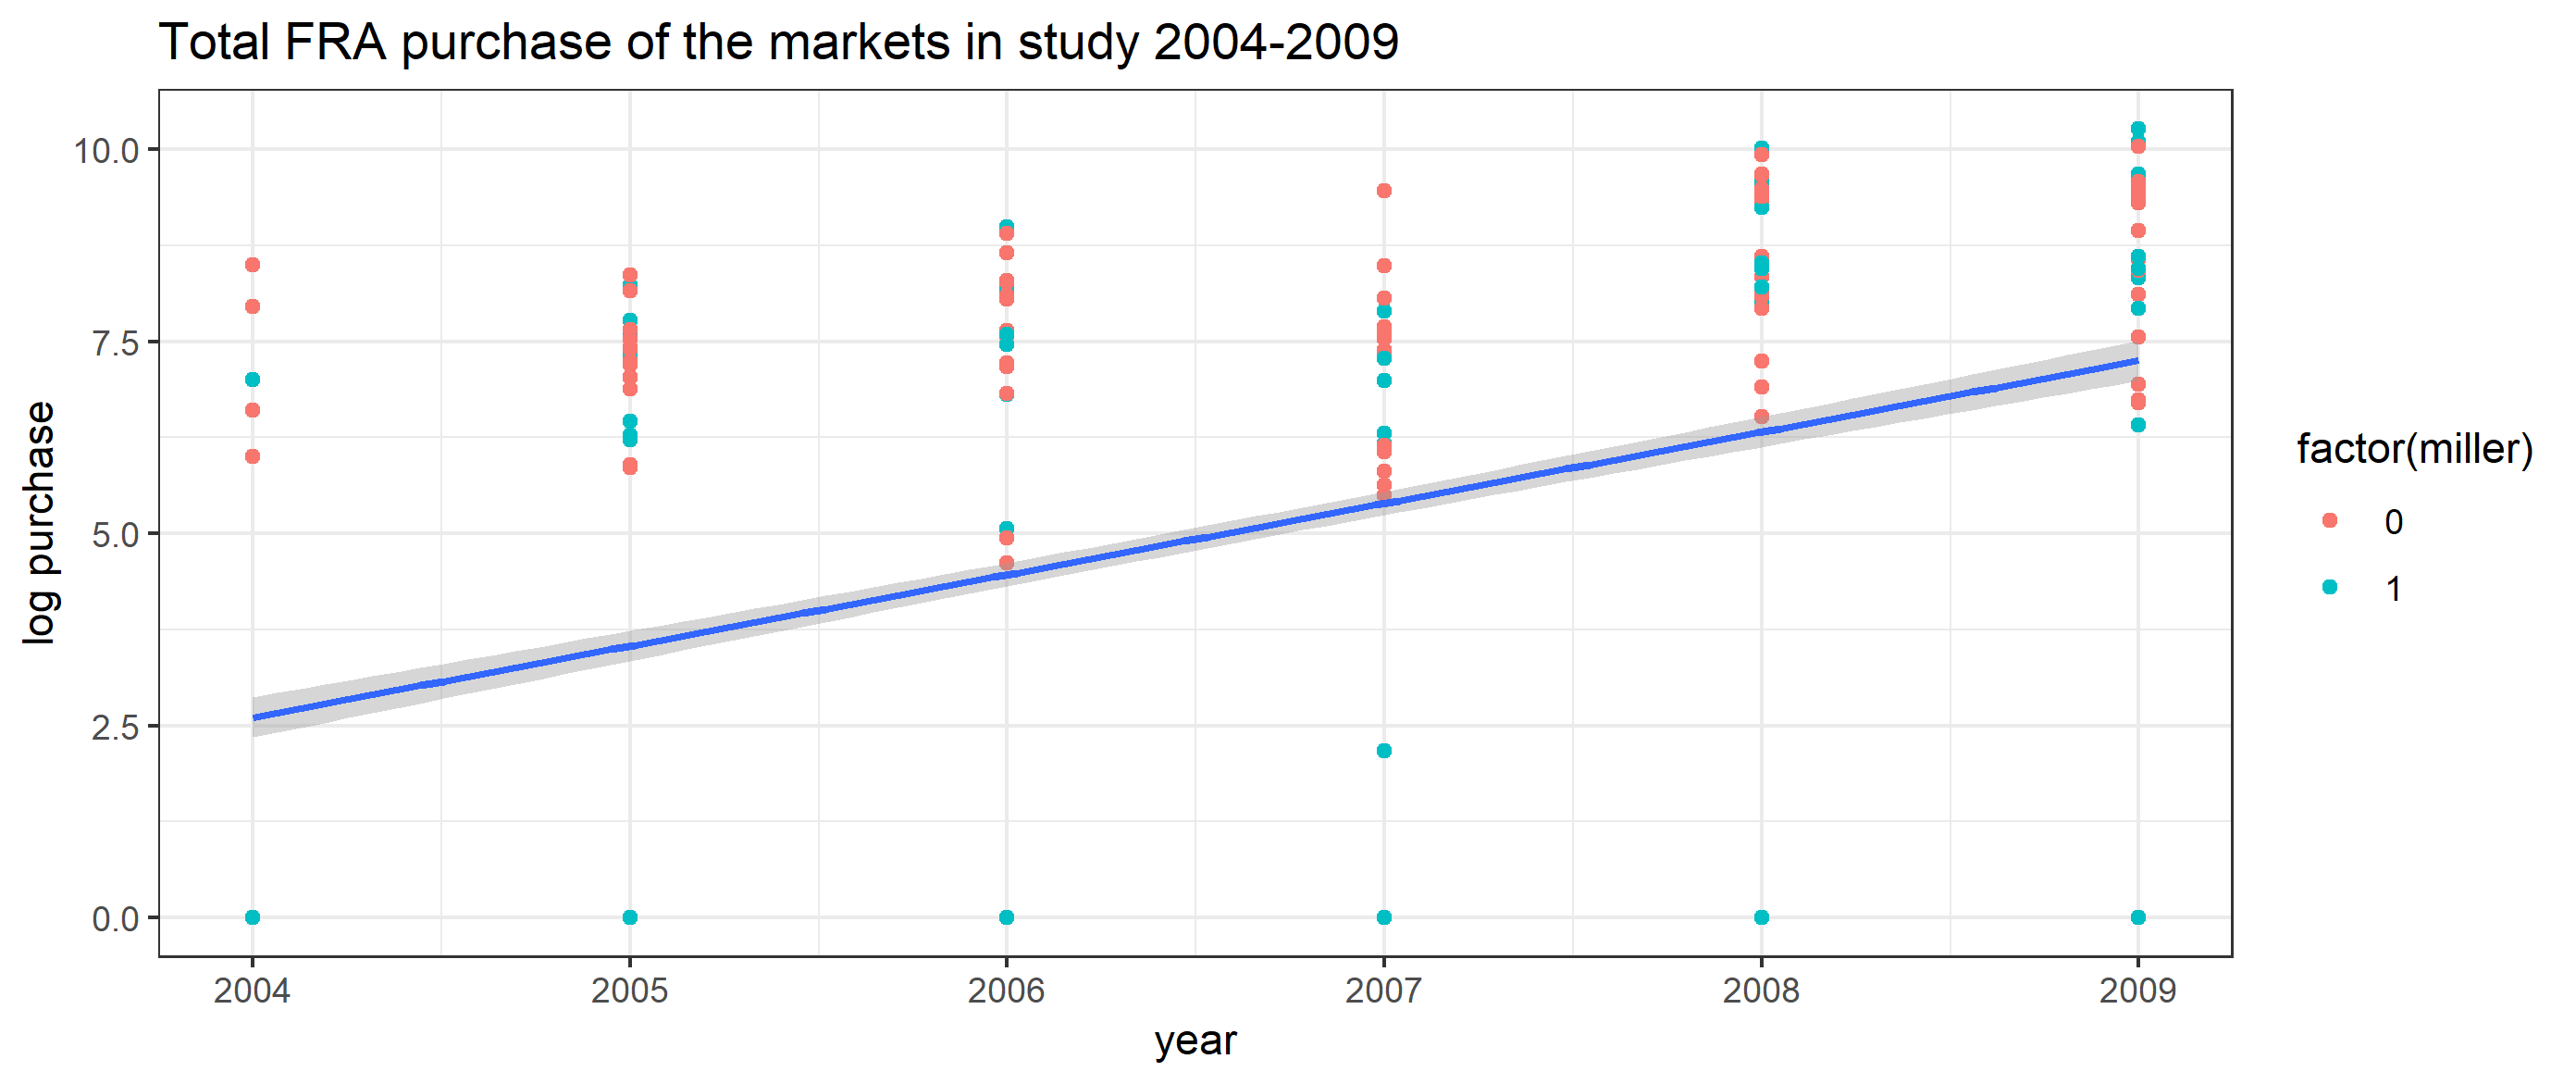 Total FRA purchase of the markets in study 2004-2009
log purchase
10.0
7.5
5.0
2.5
0.0
2004 2005 2006 2007 2008 2009
year
factor(miller)
0
1